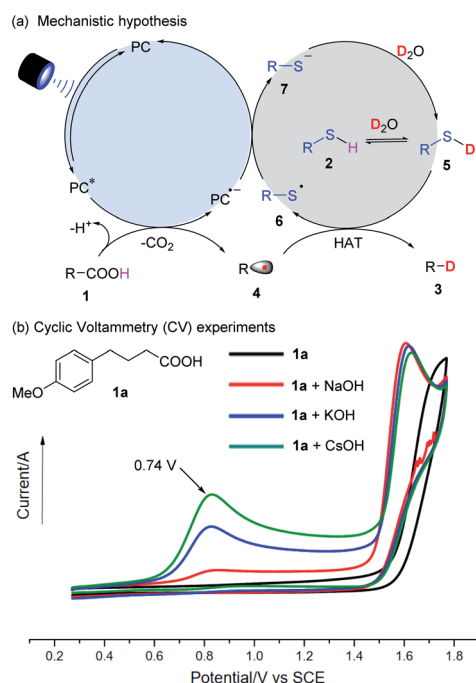 (a) Mechanistic hypothesis
PC
R–S⁻
7
D₂O
D₂O
R S H
2
R S D
5
PC*
PC•−
R–S•
6
-H⁺
-CO₂
HAT
R–COOH
1
R
4
R–D
3
(b) Cyclic Voltammetry (CV) experiments
COOH
MeO
1a
1a
1a + NaOH
1a + KOH
1a + CsOH
0.74 V
Current/A
0.2 0.4 0.6 0.8 1.0 1.2 1.4 1.6 1.8
Potential/V vs SCE